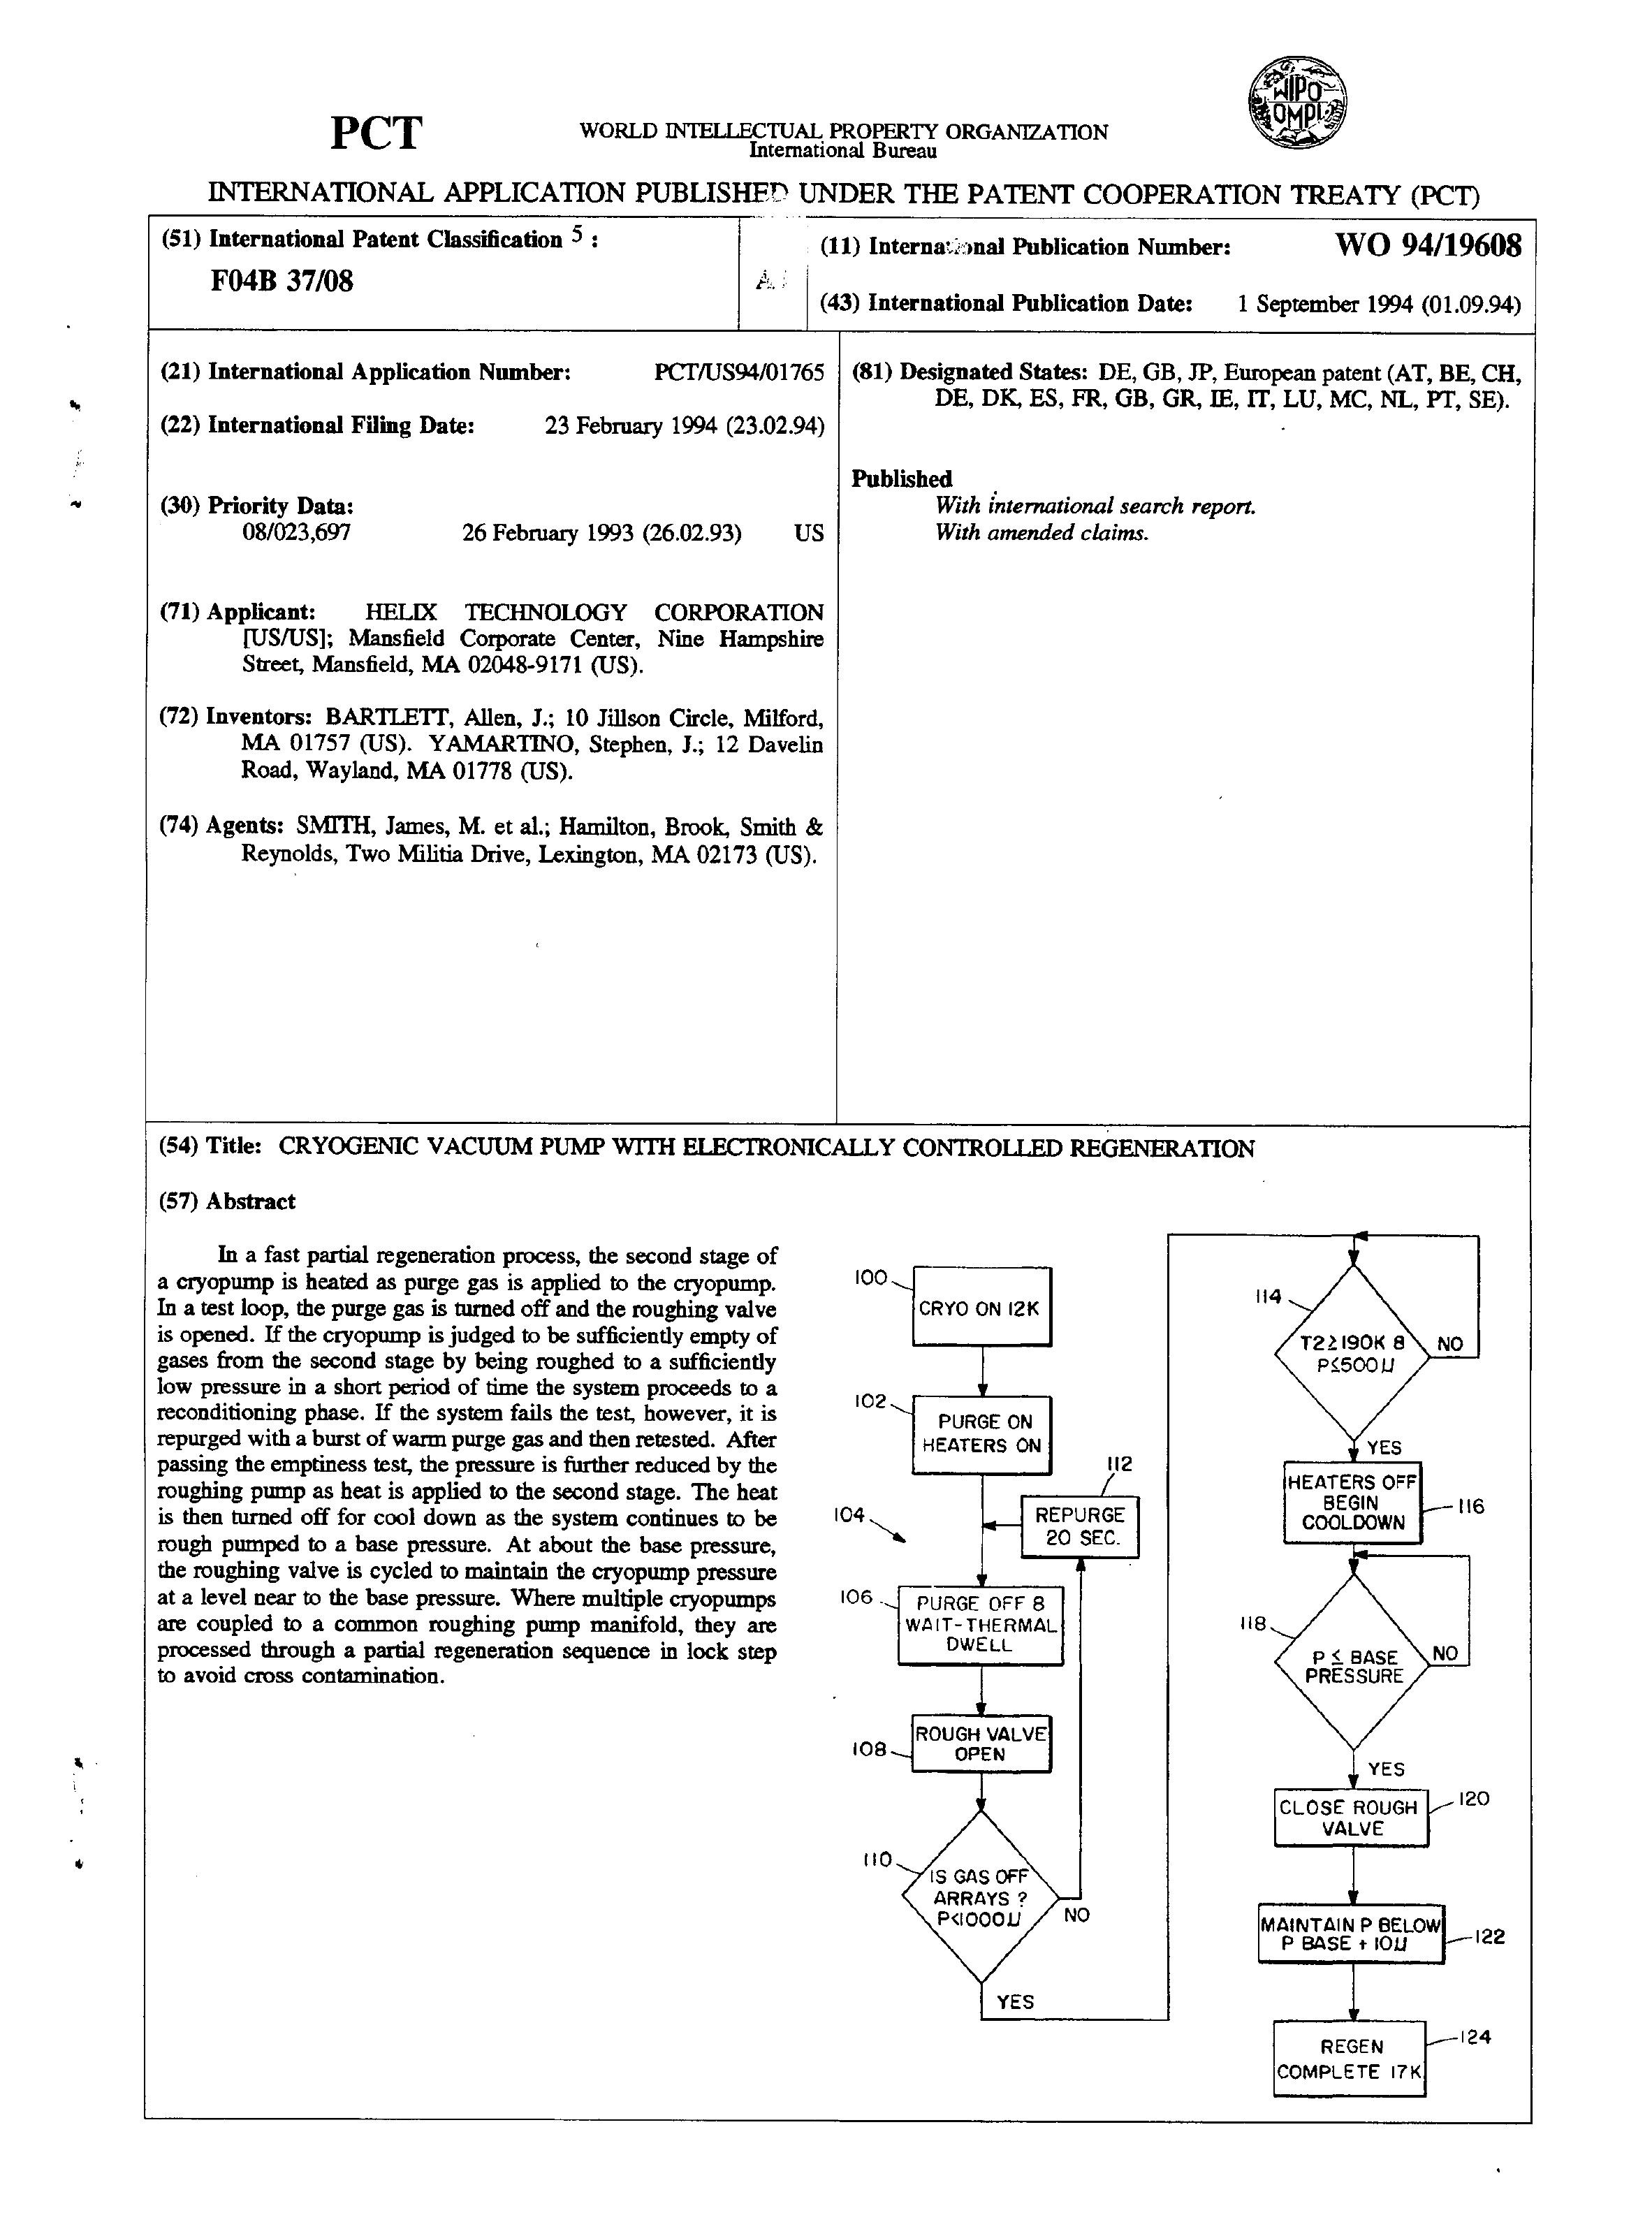 WIPO
OMPI
PCT
WORLD INTELLECTUAL PROPERTY ORGANIZATION
International Bureau
INTERNATIONAL APPLICATION PUBLISHED UNDER THE PATENT COOPERATION TREATY (PCT)
(51) International Patent Classification 5 :
F04B 37/08
A1
(11) International Publication Number:
WO 94/19608
(43) International Publication Date:
1 September 1994 (01.09.94)
(21) International Application Number: PCT/US94/01765
(22) International Filing Date: 23 February 1994 (23.02.94)
(30) Priority Data:
08/023,697 26 February 1993 (26.02.93) US
(71) Applicant: HELIX TECHNOLOGY CORPORATION
[US/US]; Mansfield Corporate Center, Nine Hampshire
Street, Mansfield, MA 02048-9171 (US).
(72) Inventors: BARTLETT, Allen, J.; 10 Jillson Circle, Milford,
MA 01757 (US). YAMARTINO, Stephen, J.; 12 Davelin
Road, Wayland, MA 01778 (US).
(74) Agents: SMITH, James, M. et al.; Hamilton, Brook, Smith &
Reynolds, Two Militia Drive, Lexington, MA 02173 (US).
(81) Designated States: DE, GB, JP, European patent (AT, BE, CH,
DE, DK, ES, FR, GB, GR, IE, IT, LU, MC, NL, PT, SE).
Published
With international search report.
With amended claims.
(54) Title: CRYOGENIC VACUUM PUMP WITH ELECTRONICALLY CONTROLLED REGENERATION
(57) Abstract
In a fast partial regeneration process, the second stage of
a cryopump is heated as purge gas is applied to the cryopump.
In a test loop, the purge gas is turned off and the roughing valve
is opened. If the cryopump is judged to be sufficiently empty of
gases from the second stage by being roughed to a sufficiently
low pressure in a short period of time the system proceeds to a
reconditioning phase. If the system fails the test, however, it is
repurged with a burst of warm purge gas and then retested. After
passing the emptiness test, the pressure is further reduced by the
roughing pump as heat is applied to the second stage. The heat
is then turned off for cool down as the system continues to be
rough pumped to a base pressure. At about the base pressure,
the roughing valve is cycled to maintain the cryopump pressure
at a level near to the base pressure. Where multiple cryopumps
are coupled to a common roughing pump manifold, they are
processed through a partial regeneration sequence in lock step
to avoid cross contamination.
100
CRYO ON 12K
102
PURGE ON
HEATERS ON
112
REPURGE
20 SEC.
104
106
PURGE OFF 8
WAIT-THERMAL
DWELL
108
ROUGH VALVE
OPEN
110
IS GAS OFF
ARRAYS ?
P<1000μ
NO
YES
114
T2≥190K 8
P≤500μ
NO
YES
HEATERS OFF
BEGIN
COOLDOWN
116
118
P ≤ BASE
PRESSURE
NO
YES
CLOSE ROUGH
VALVE
120
MAINTAIN P BELOW
P BASE + 10μ
122
REGEN
COMPLETE 17K
124